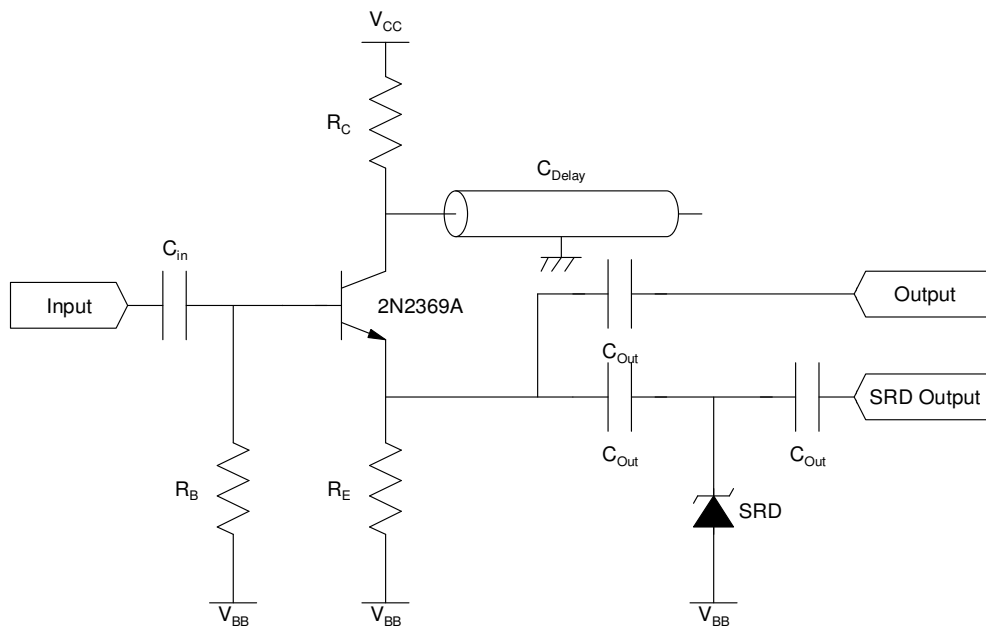 V_CC
R_C
C_Delay
C_in
Input
2N2369A
Output
C_Out
SRD Output
C_Out
C_Out
R_B
R_E
SRD
V_BB
V_BB
V_BB